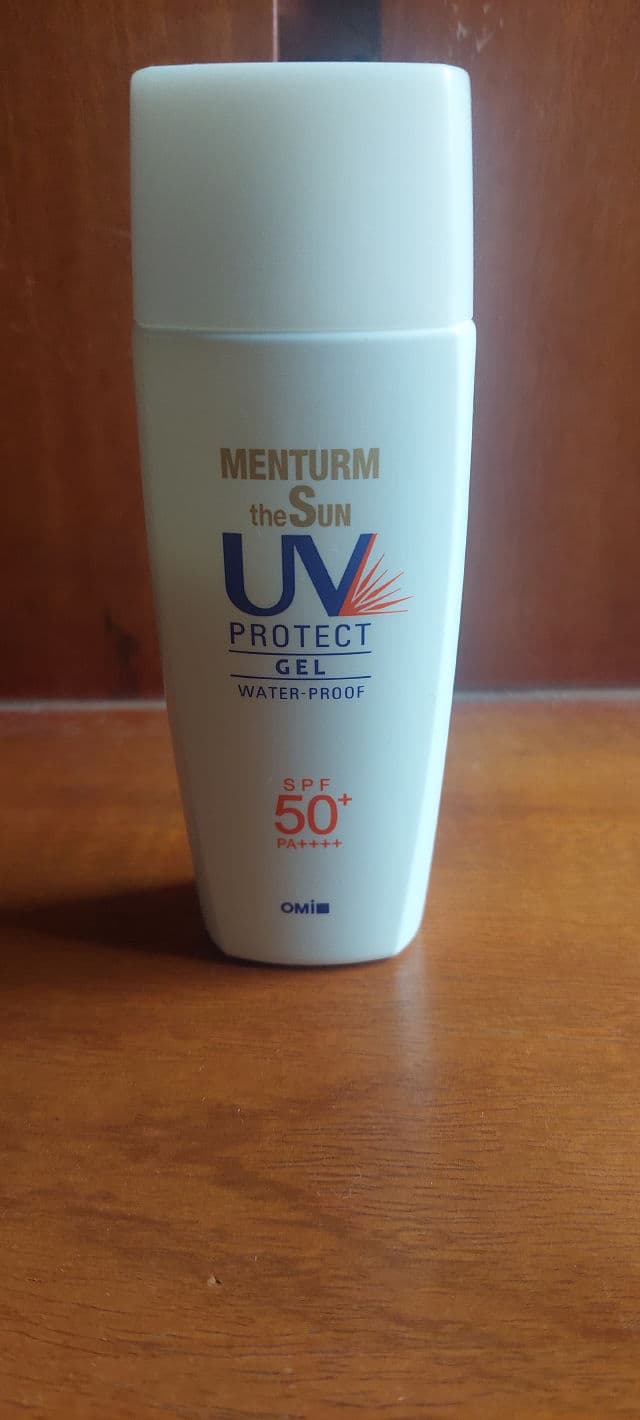 MENTURM
the SUN
UV
PROTECT
GEL
WATER-PROOF
SPF
50+
PA++++
OMI